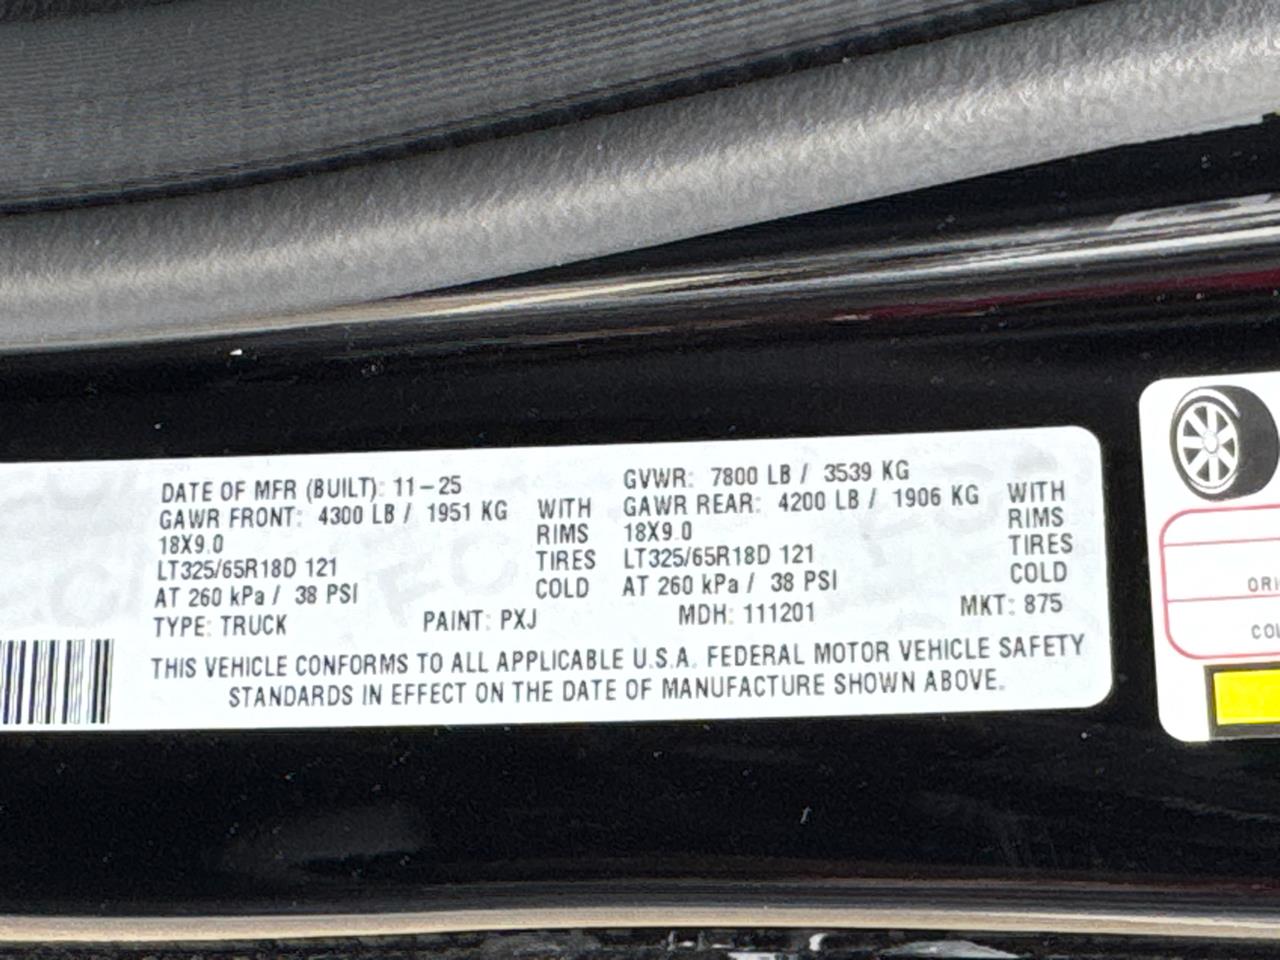 DATE OF MFR (BUILT): 11-25 GVWR: 7800 LB / 3539 KG
GAWR FRONT: 4300 LB / 1951 KG WITH GAWR REAR: 4200 LB / 1906 KG WITH
18X9.0 RIMS 18X9.0 RIMS
LT325/65R18D 121 TIRES LT325/65R18D 121 TIRES
AT 260 kPa / 38 PSI COLD AT 260 kPa / 38 PSI COLD
TYPE: TRUCK PAINT: PXJ MDH: 111201 MKT: 875
THIS VEHICLE CONFORMS TO ALL APPLICABLE U.S.A. FEDERAL MOTOR VEHICLE SAFETY
STANDARDS IN EFFECT ON THE DATE OF MANUFACTURE SHOWN ABOVE.